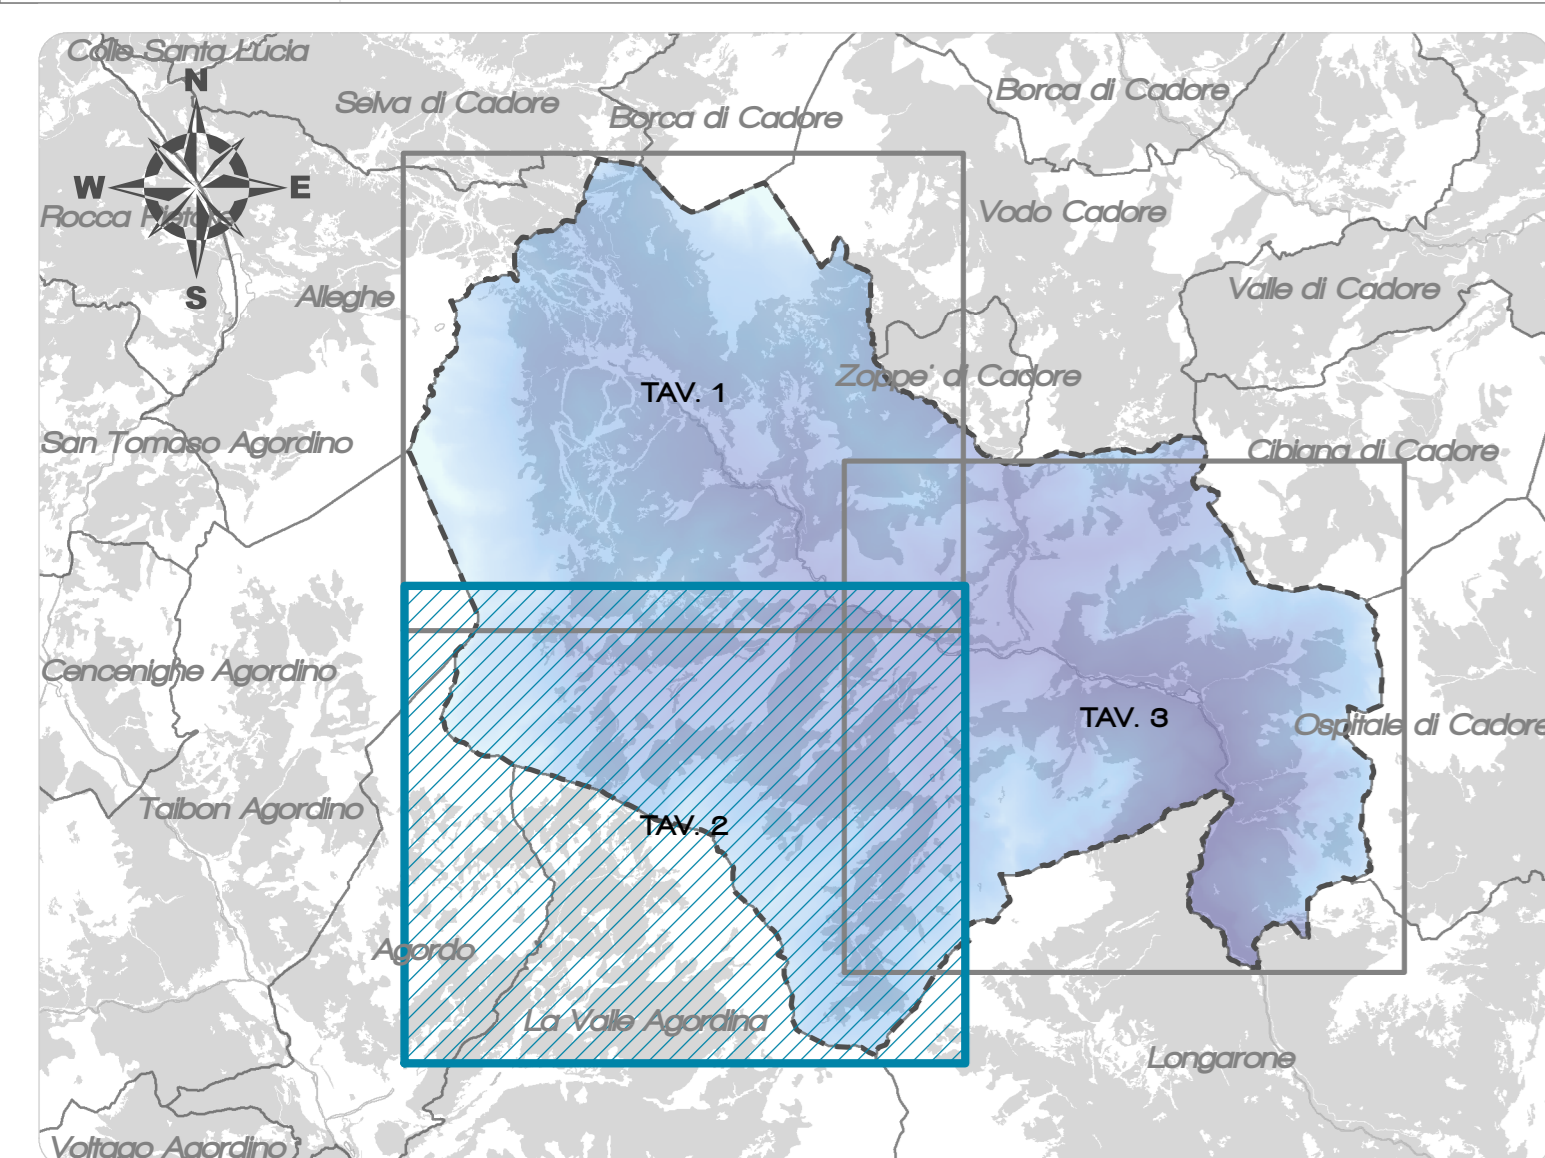 Colle Santa Lucia
N
Selva di Cadore
Borca di Cadore
Borca di Cadore
W
E
Rocca Pietore
Vodo Cadore
S
Alleghe
Valle di Cadore
TAV. 1
Zoppe' di Cadore
San Tomaso Agordino
Cibiana di Cadore
Cencenighe Agordino
TAV. 3
Ospitale di Cadore
Taibon Agordino
TAV. 2
Agordo
La Valle Agordina
Longarone
Voltago Agordino